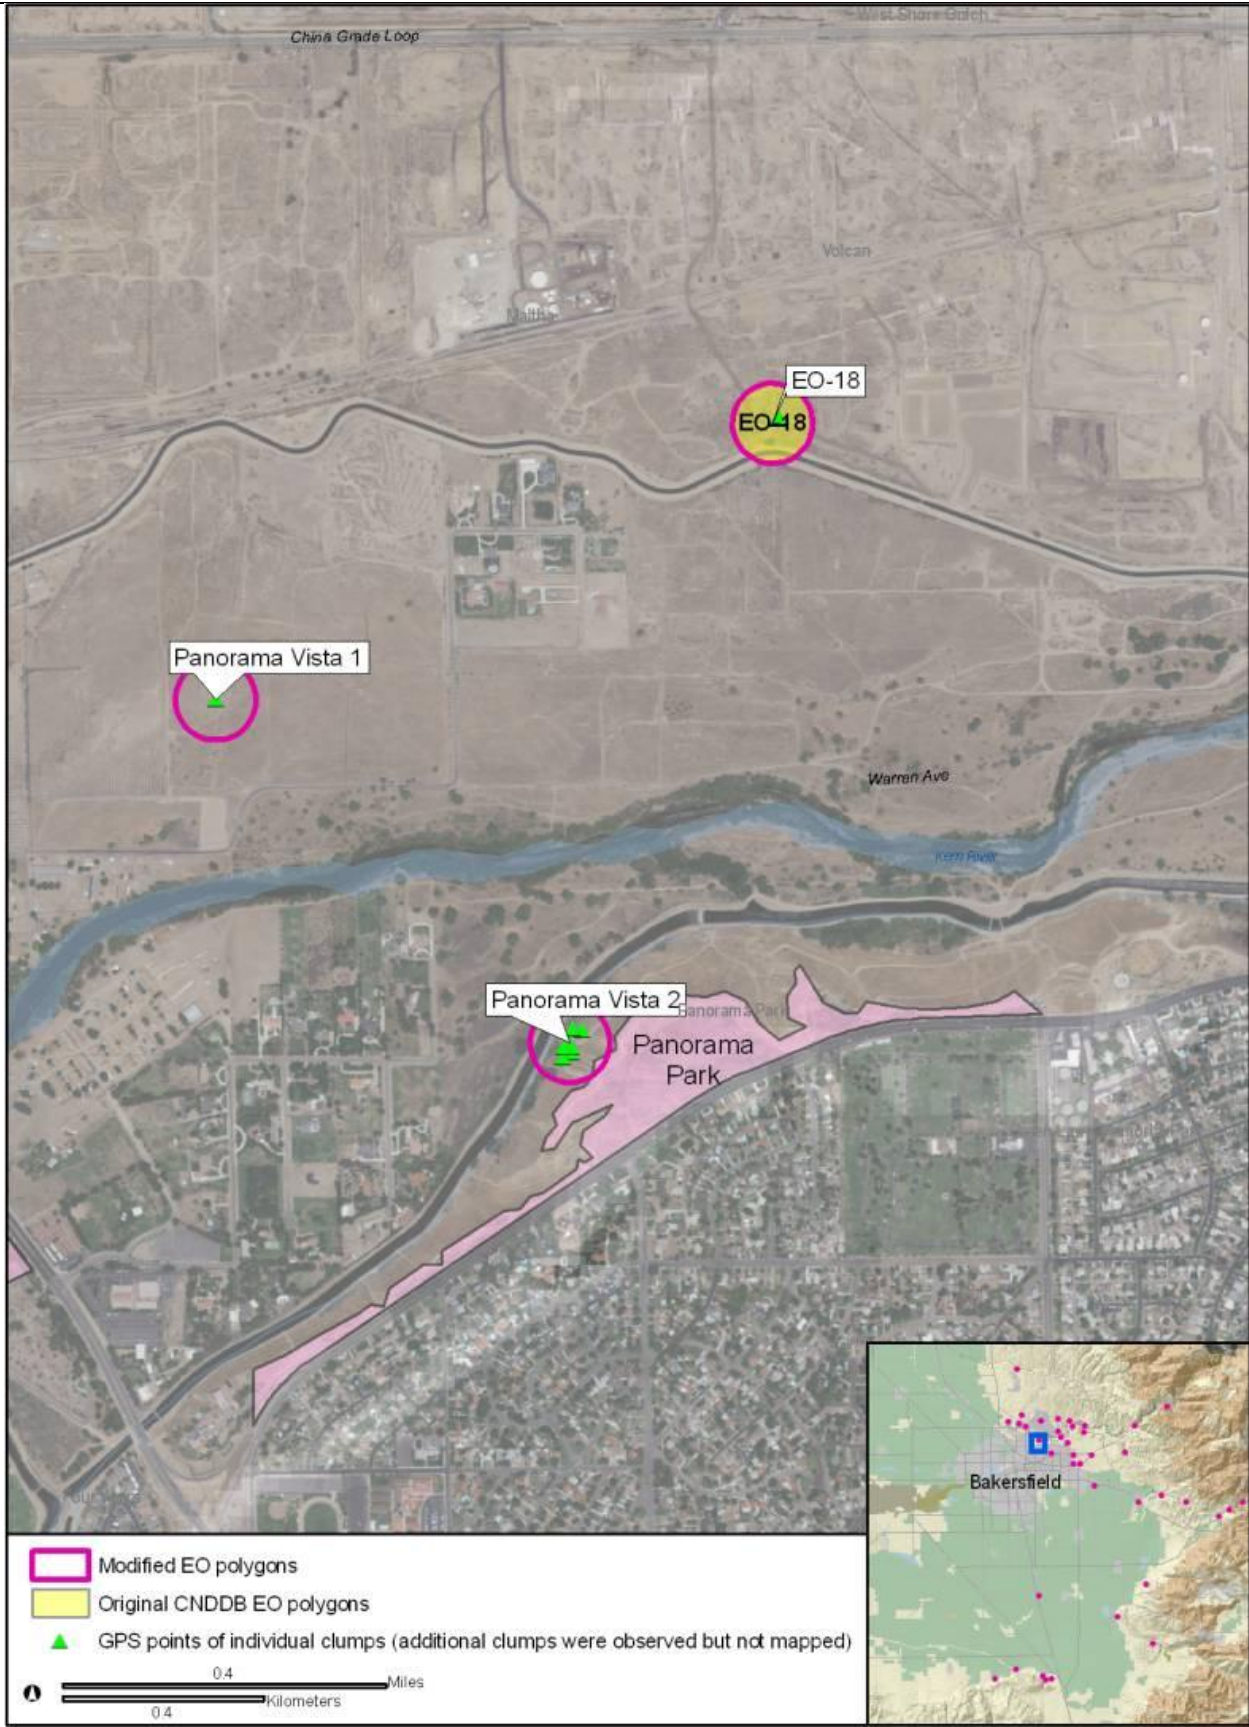 West Shore Gulch
China Grade Loop
Volcan
Maltha
EO-18
EO-18
Panorama Vista 1
Warren Ave
Kern River
Panorama Vista 2
Panorama Park
Panorama
Park
Bakersfield
Modified EO polygons
Original CNDDB EO polygons
GPS points of individual clumps (additional clumps were observed but not mapped)
0.4
Miles
Kilometers
0.4